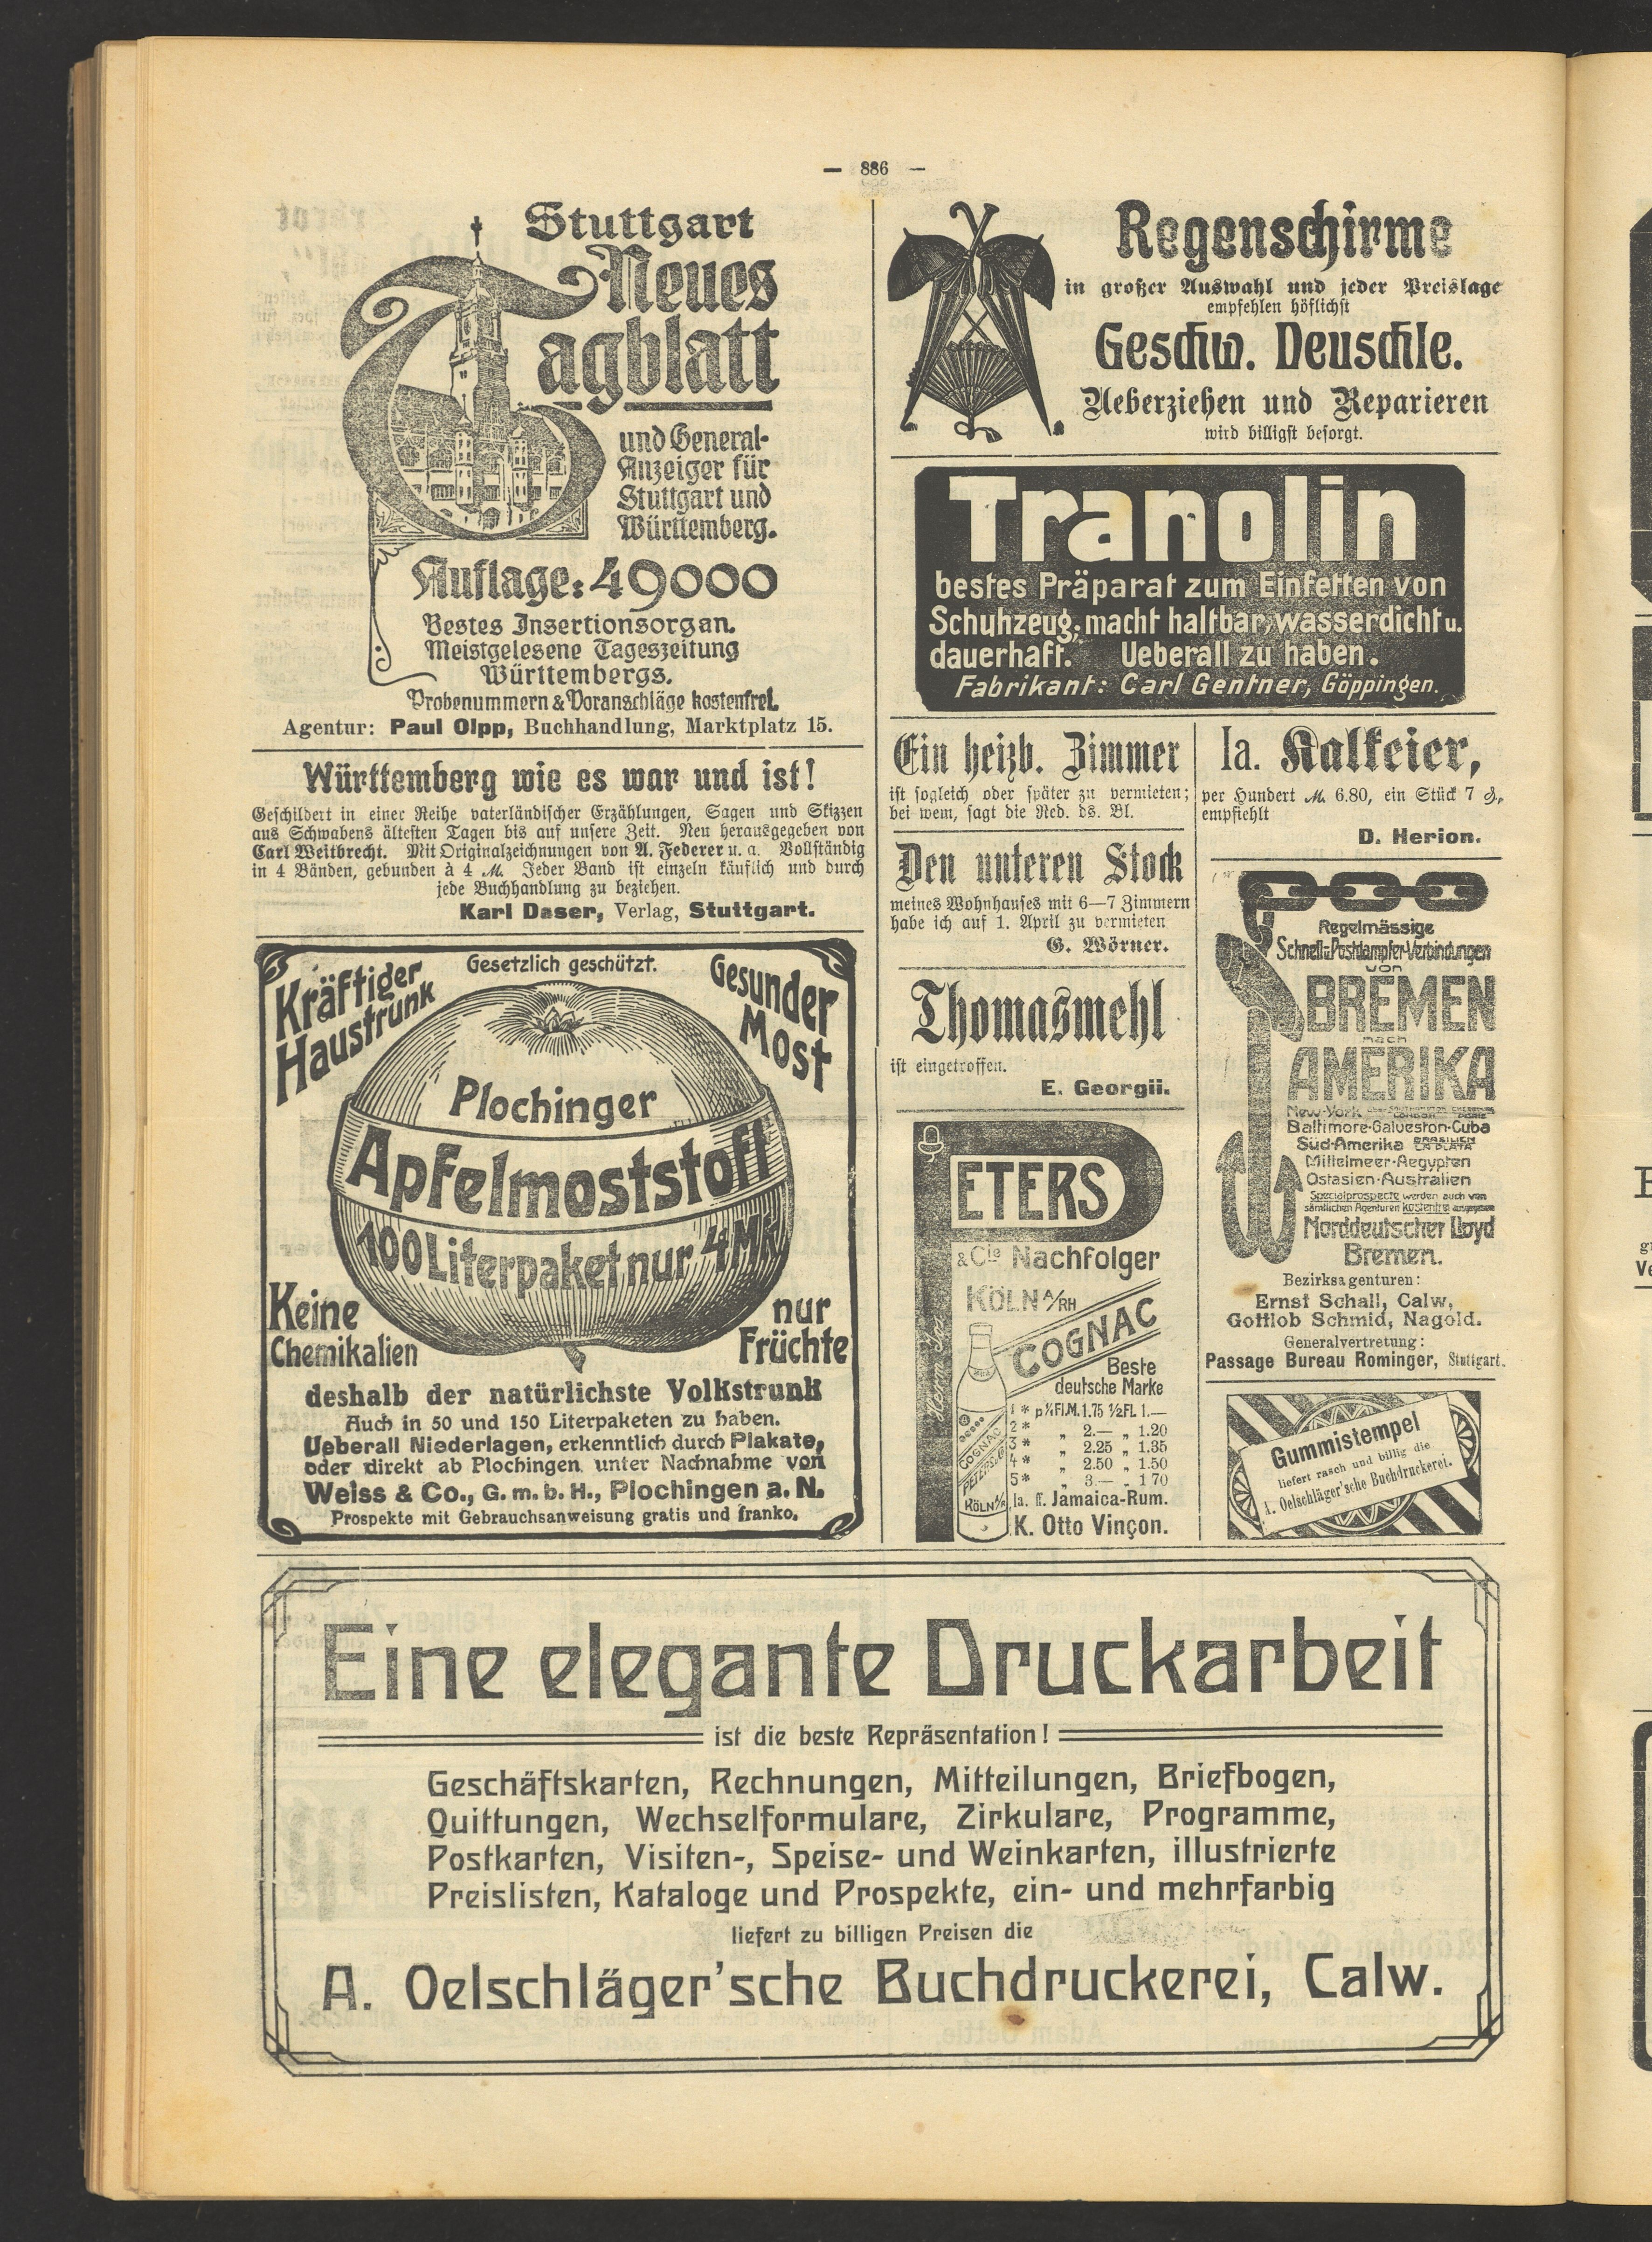 — 886 —
Stuttgart
Neues
Tagblatt
und General-
Anzeiger für
Stuttgart und
Württemberg.
Auflage: 49000
Bestes Insertionsorgan.
Meistgelesene Tageszeitung
Württembergs.
Probenummern & Voranschläge kostenfrei.
Agentur: Paul Olpp, Buchhandlung, Marktplatz 15.
Württemberg wie es war und ist!
Geschildert in einer Reihe vaterländischer Erzählungen, Sagen und Skizzen
aus Schwabens ältesten Tagen bis auf unsere Zeit. Neu herausgegeben von
Carl Weitbrecht. Mit Originalzeichnungen von A. Federer u. a. Vollständig
in 4 Bänden, gebunden à 4 M. Jeder Band ist einzeln käuflich und durch
jede Buchhandlung zu beziehen.
Karl Daser, Verlag, Stuttgart.
Gesetzlich geschützt.
Kräftiger
Haustrunk
Gesunder
Most
Plochinger
Apfelmoststoff
100 Literpaket nur 4 Mk.
Keine
Chemikalien
nur
Früchte
deshalb der natürlichste Volkstrunk
Auch in 50 und 150 Literpaketen zu haben.
Ueberall Niederlagen, erkenntlich durch Plakate,
oder direkt ab Plochingen unter Nachnahme von
Weiss & Co., G. m. b. H., Plochingen a. N.
Prospekte mit Gebrauchsanweisung gratis und franko.
Regenschirme
in großer Auswahl und jeder Preislage
empfehlen höflichst
Geschw. Deuschle.
Ueberziehen und Reparieren
wird billigst besorgt.
Tranolin
bestes Präparat zum Einfetten von
Schuhzeug; macht haltbar, wasserdicht u.
dauerhaft. Ueberall zu haben.
Fabrikant: Carl Gentner, Göppingen.
Ein heizb. Zimmer
ist sogleich oder später zu vermieten;
bei wem, sagt die Red. ds. Bl.
Den unteren Stock
meines Wohnhauses mit 6—7 Zimmern
habe ich auf 1. April zu vermieten
G. Wörner.
Thomasmehl
ist eingetroffen.
E. Georgii.
PETERS
& Cie Nachfolger
KÖLN A/RH
COGNAC
Beste
deutsche Marke
1* p.1/1 Fl.M. 1.75 1/2 Fl. 1.—
2* „ 2.— „ 1.20
3* „ 2.25 „ 1.35
4* „ 2.50 „ 1.50
5* „ 3.— „ 1.70
COGNAC
PETERS & Co
KÖLN A/R
Ia. ff. Jamaica-Rum.
K. Otto Vinçon.
Ia. Kalkeier,
per Hundert M. 6.80, ein Stück 7 ₰,
empfiehlt
D. Herion.
Regelmässige
Schnell- u. Postdampfer-Verbindungen
von
BREMEN
nach
AMERIKA
New-York
Baltimore-Galveston-Cuba
Süd-Amerika BRASILIEN LA PLATA
Mittelmeer-Aegypten
Ostasien-Australien
Specialprospecte werden auch von
sämtlichen Agenturen kostenfrei ausgegeben
Norddeutscher Lloyd
Bremen.
Bezirksagenturen:
Ernst Schall, Calw,
Gottlob Schmid, Nagold.
Generalvertretung:
Passage Bureau Rominger, Stuttgart.
Gummistempel
liefert rasch und billig die
A. Oelschläger'sche Buchdruckerei.
Eine elegante Druckarbeit
ist die beste Repräsentation!
Geschäftskarten, Rechnungen, Mitteilungen, Briefbogen,
Quittungen, Wechselformulare, Zirkulare, Programme,
Postkarten, Visiten-, Speise- und Weinkarten, illustrierte
Preislisten, Kataloge und Prospekte, ein- und mehrfarbig
liefert zu billigen Preisen die
A. Oelschläger'sche Buchdruckerei, Calw.